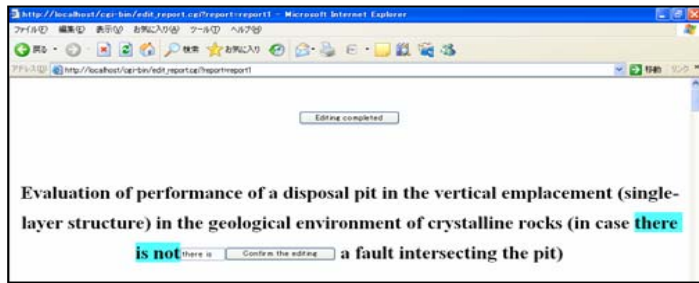 http://localhost/cgi-bin/edit_report.cgi?report=report1 - Microsoft Internet Explorer
ファイル(F) 編集(E) 表示(V) お気に入り(A) ツール(T) ヘルプ(H)
戻る 検索 お気に入り
アドレス(D) http://localhost/cgi-bin/edit_report.cgi?report=report1 移動 リンク
Editing completed
Evaluation of performance of a disposal pit in the vertical emplacement (single-
layer structure) in the geological environment of crystalline rocks (in case there
is not there is Confirm the editing a fault intersecting the pit)